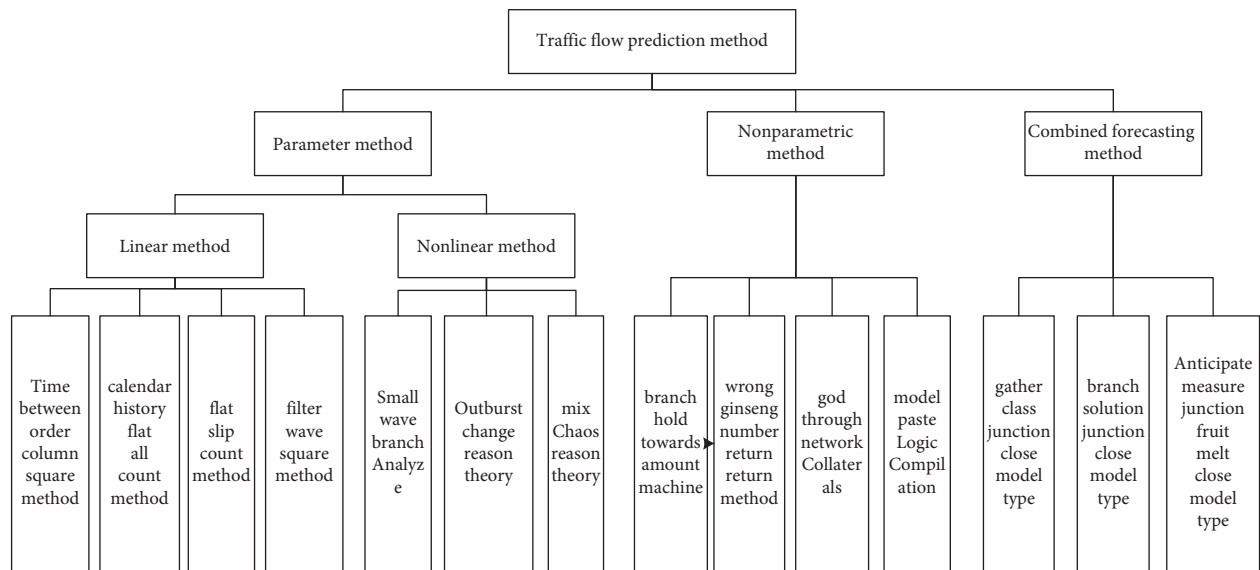 Traffic flow prediction method
Parameter method
Nonparametric
method
Combined forecasting
method
Linear method
Nonlinear method
Time
between
order
column
square
method
calendar
history
flat
all
count
method
flat
slip
count
method
filter
wave
square
method
Small
wave
branch
Analyz
e
Outburst
change
reason
theory
mix
Chaos
reason
theory
branch
hold
towards
amount
machine
wrong
ginseng
number
return
return
method
god
through
network
Collater
als
model
paste
Logic
Compil
ation
gather
class
junction
close
model
type
branch
solution
junction
close
model
type
Anticipate
measure
junction
fruit
melt
close
model
type